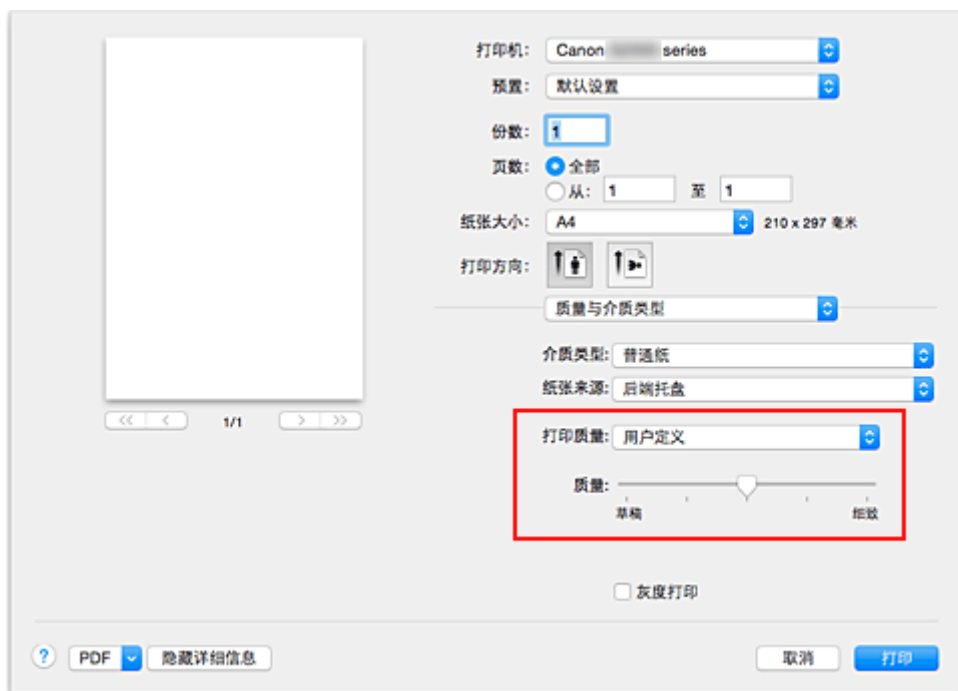 打印机: Canon series
预置: 默认设置
份数: 1
页数: 全部
从: 1 至 1
纸张大小: A4 210 x 297 毫米
打印方向:
质量与介质类型
介质类型: 普通纸
纸张来源: 后端托盘
1/1
打印质量: 用户定义
质量:
草稿 细致
灰度打印
? PDF 隐藏详细信息 取消 打印